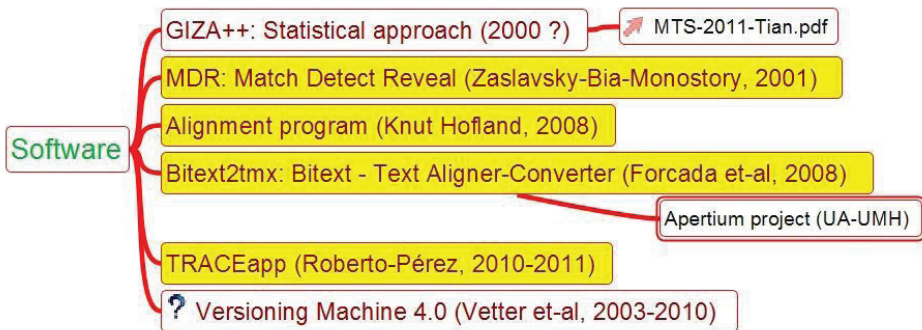 GIZA++: Statistical approach (2000 ?)
MTS-2011-Tian.pdf
MDR: Match Detect Reveal (Zaslavsky-Bia-Monostory, 2001)
Alignment program (Knut Hofland, 2008)
Software
Bitext2tmx: Bitext - Text Aligner-Converter (Forcada et-al, 2008)
Apertium project (UA-UMH)
TRACEapp (Roberto-Pérez, 2010-2011)
? Versioning Machine 4.0 (Vetter et-al, 2003-2010)